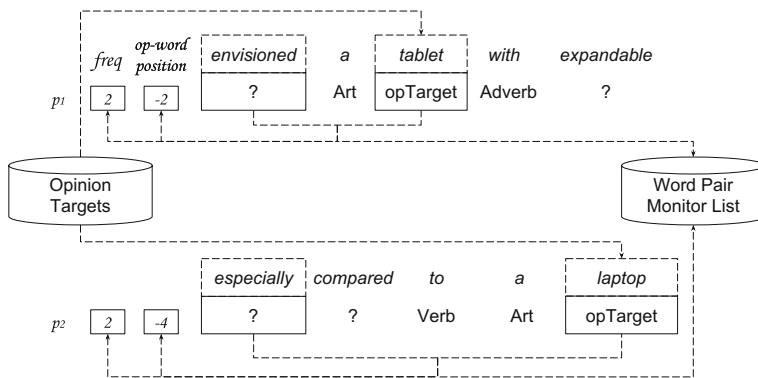 op-word
freq position
envisioned a tablet with expandable
p1 2 -2 ? Art opTarget Adverb ?
Opinion Targets
Word Pair Monitor List
especially compared to a laptop
p2 2 -4 ? ? Verb Art opTarget